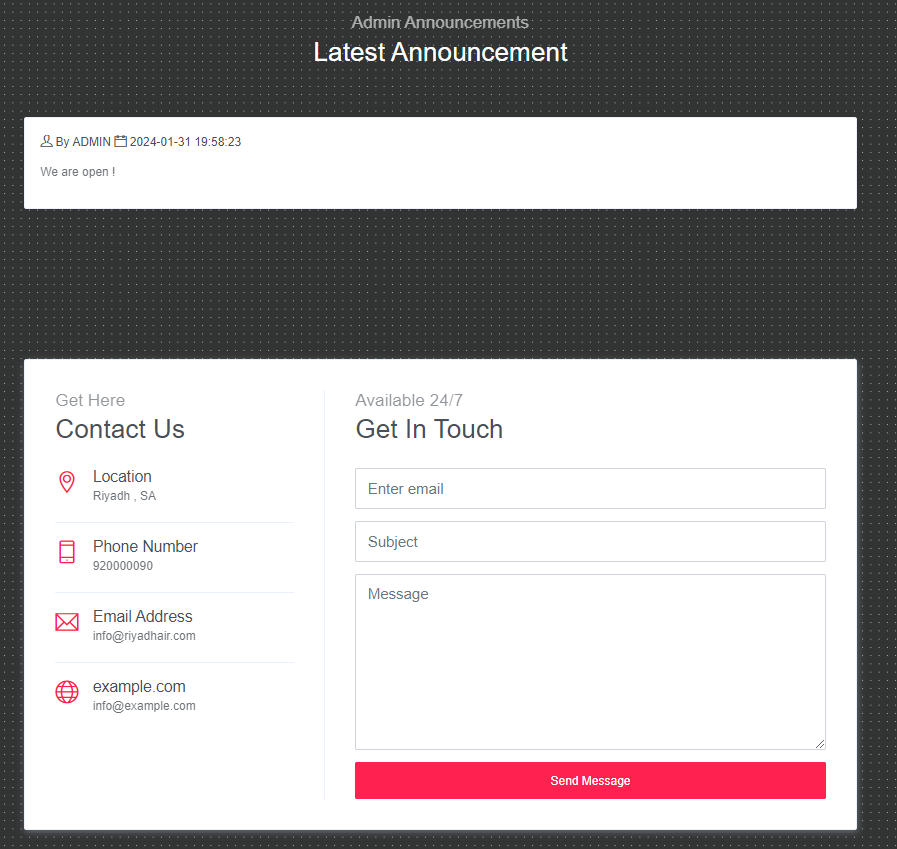 Admin Announcements
Latest Announcement
By ADMIN 2024-01-31 19:58:23
We are open !
Get Here
Contact Us
Location
Riyadh , SA
Phone Number
920000090
Email Address
info@riyadhair.com
example.com
info@example.com
Available 24/7
Get In Touch
Enter email
Subject
Message
Send Message